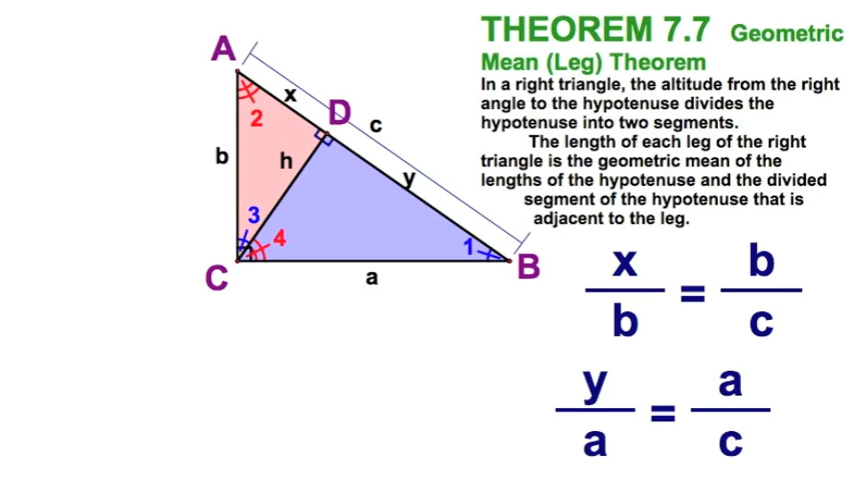 THEOREM 7.7 Geometric
Mean (Leg) Theorem
In a right triangle, the altitude from the right
angle to the hypotenuse divides the
hypotenuse into two segments.
The length of each leg of the right
triangle is the geometric mean of the
lengths of the hypotenuse and the divided
segment of the hypotenuse that is
adjacent to the leg.
A
x
D
c
2
b
h
y
3
4
1
C
a
B
x/b = b/c
y/a = a/c